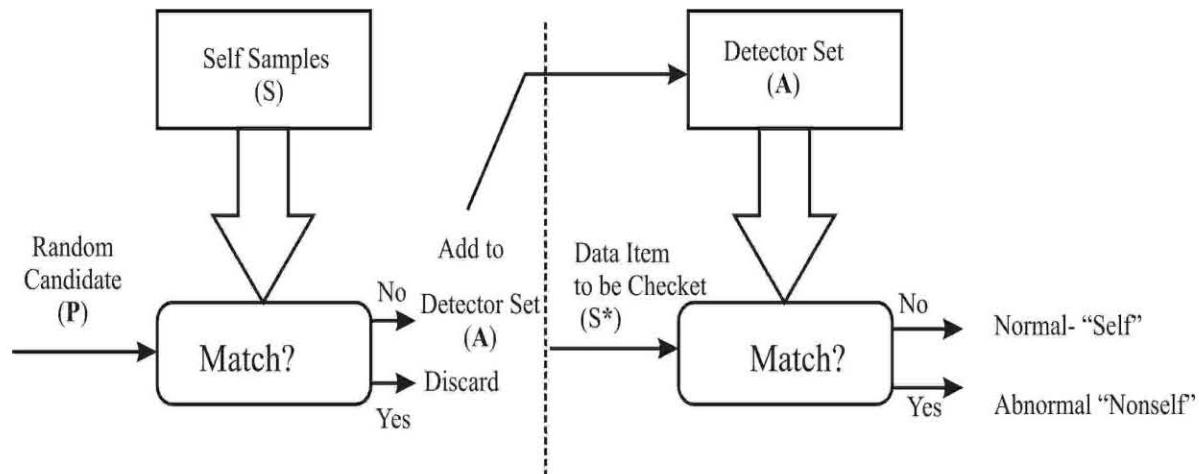 Self Samples
(S)
Random
Candidate
(P)
Match?
No
Yes
Add to
Detector Set
(A)
Discard
Detector Set
(A)
Data Item
to be Checket
(S*)
Match?
No
Yes
Normal- “Self”
Abnormal “Nonself”